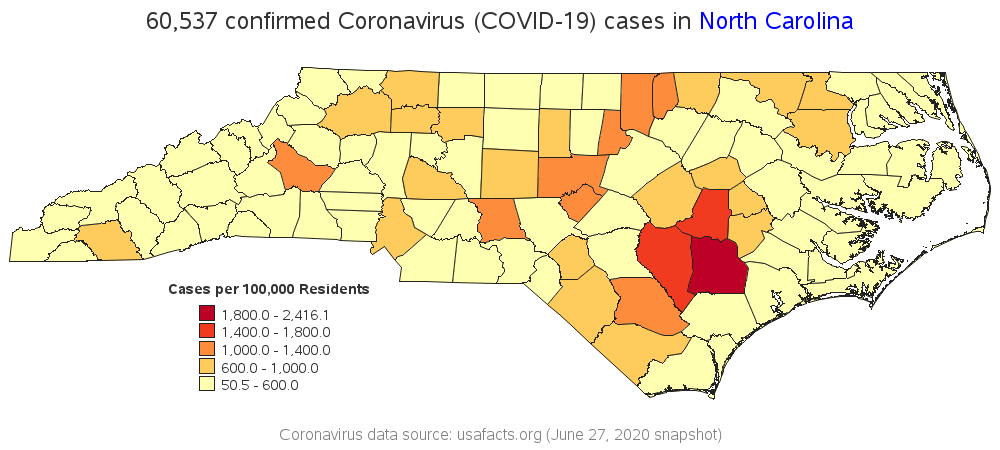 60,537 confirmed Coronavirus (COVID-19) cases in North Carolina
Cases per 100,000 Residents
1,800.0 - 2,416.1
1,400.0 - 1,800.0
1,000.0 - 1,400.0
600.0 - 1,000.0
50.5 - 600.0
Coronavirus data source: usafacts.org (June 27, 2020 snapshot)